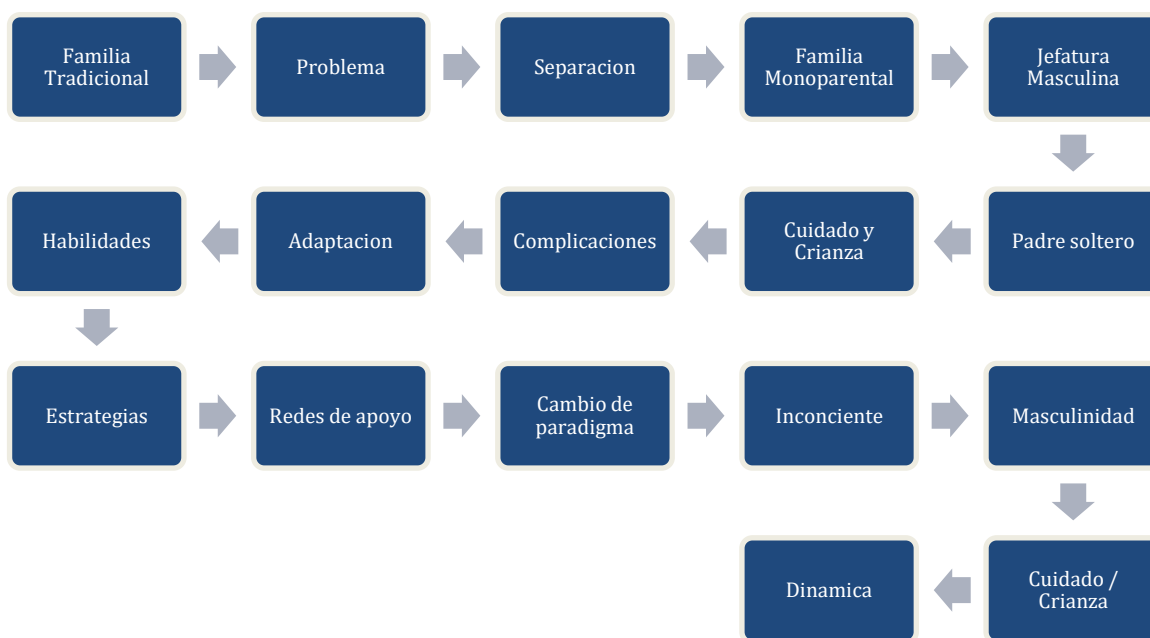 Familia
Tradicional
Problema
Separacion
Familia
Monoparental
Jefatura
Masculina
Padre soltero
Cuidado y
Crianza
Complicaciones
Adaptacion
Habilidades
Estrategias
Redes de apoyo
Cambio de
paradigma
Inconciente
Masculinidad
Cuidado /
Crianza
Dinamica